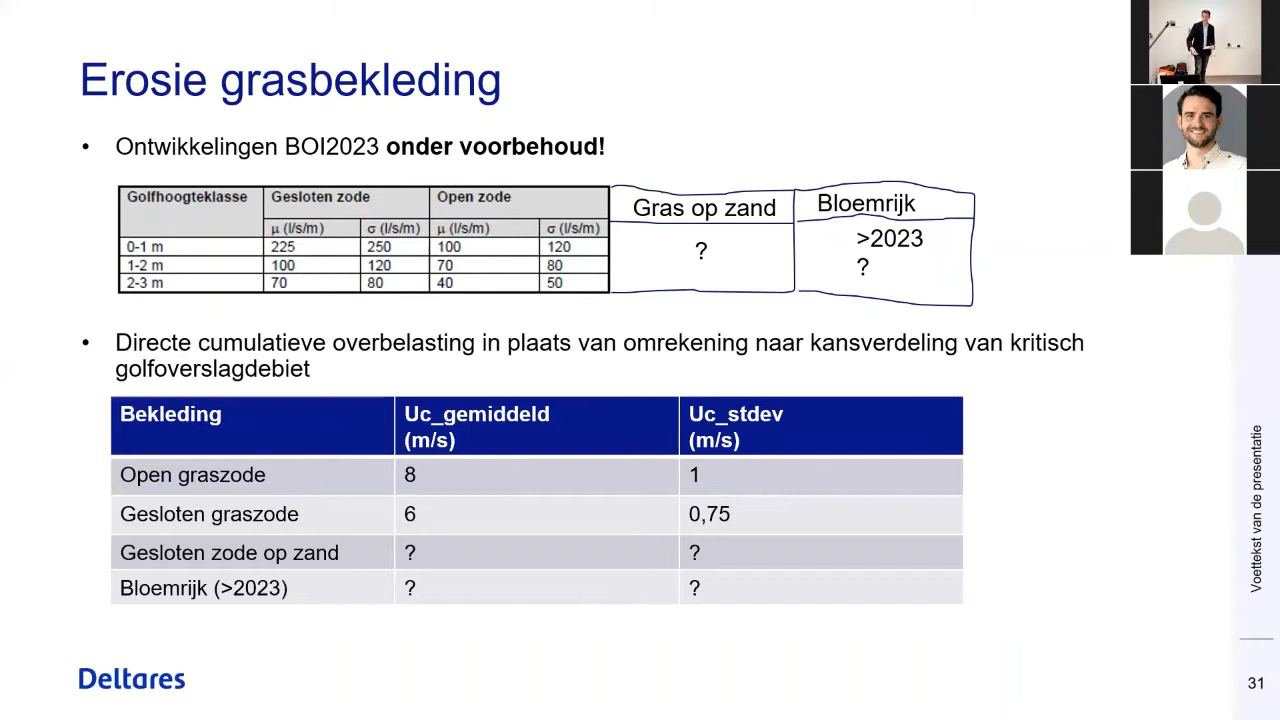 Erosie grasbekleding
• Ontwikkelingen BOI2023 onder voorbehoud!
Golfhoogteklasse Gesloten zode Open zode Gras op zand Bloemrijk
μ (l/s/m) σ (l/s/m) μ (l/s/m) σ (l/s/m)
0-1 m 225 250 100 120 ? >2023
1-2 m 100 120 70 80 ?
2-3 m 70 80 40 50
• Directe cumulatieve overbelasting in plaats van omrekening naar kansverdeling van kritisch
golfoverslagdebiet
Bekleding Uc_gemiddeld Uc_stdev
(m/s) (m/s)
Open graszode 8 1
Gesloten graszode 6 0,75
Gesloten zode op zand ? ?
Bloemrijk (>2023) ? ?
Voettekst van de presentatie
Deltares
31